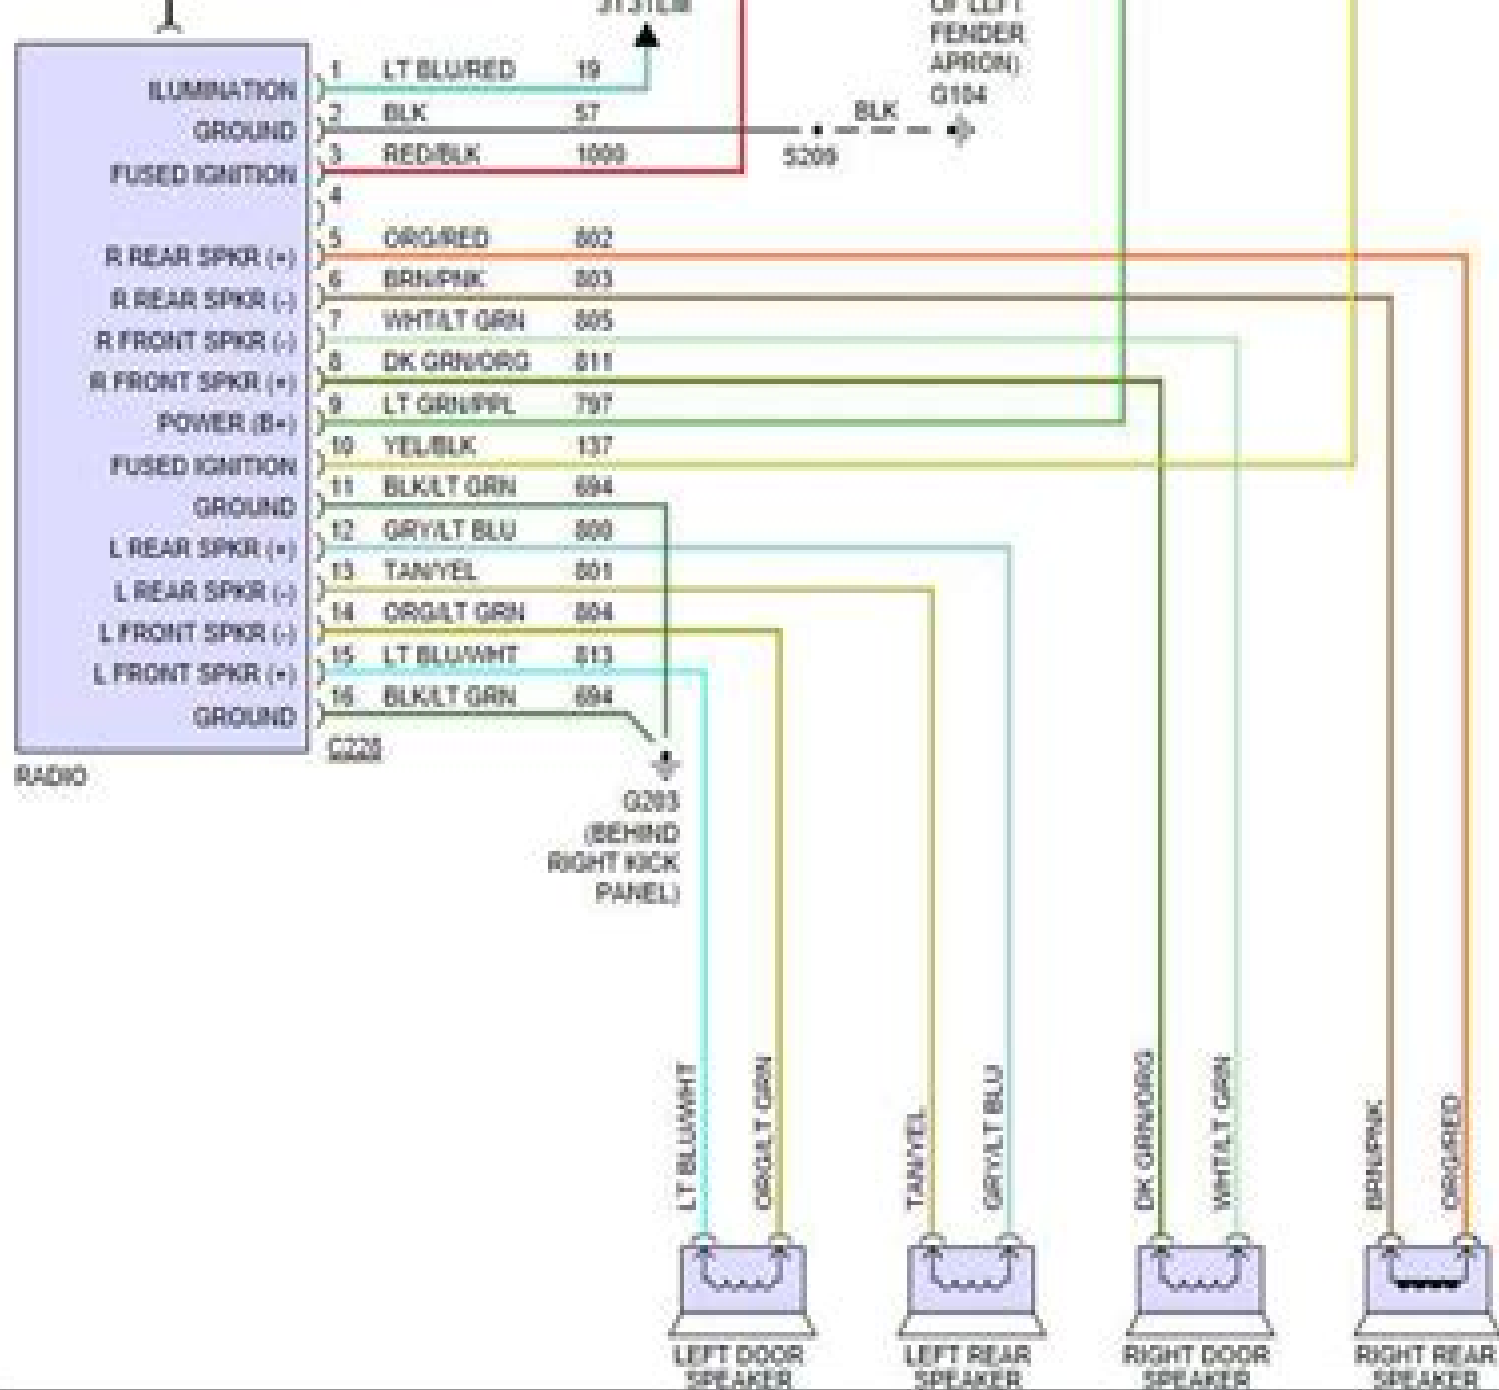 OF LEFT
FENDER
APRON)
G104
ILUMINATION 1 LT BLU/RED 19
GROUND 2 BLK 57
BLK
S209
FUSED IGNITION 3 RED/BLK 1000
4
R REAR SPKR (+) 5 ORG/RED 802
R REAR SPKR (-) 6 BRN/PNK 803
R FRONT SPKR (-) 7 WHT/LT GRN 805
R FRONT SPKR (+) 8 DK GRN/ORG 811
POWER (B+) 9 LT GRN/PPL 797
FUSED IGNITION 10 YEL/BLK 137
GROUND 11 BLK/LT GRN 694
L REAR SPKR (+) 12 GRY/LT BLU 800
L REAR SPKR (-) 13 TAN/YEL 801
L FRONT SPKR (-) 14 ORG/LT GRN 804
L FRONT SPKR (+) 15 LT BLU/WHT 813
GROUND 16 BLK/LT GRN 694
C228
RADIO
G203
(BEHIND
RIGHT KICK
PANEL)
LT BLU/WHT
ORG/LT GRN
TAN/YEL
GRY/LT BLU
DK GRN/ORG
WHT/LT GRN
BRN/PNK
ORG/RED
LEFT DOOR
SPEAKER
LEFT REAR
SPEAKER
RIGHT DOOR
SPEAKER
RIGHT REAR
SPEAKER